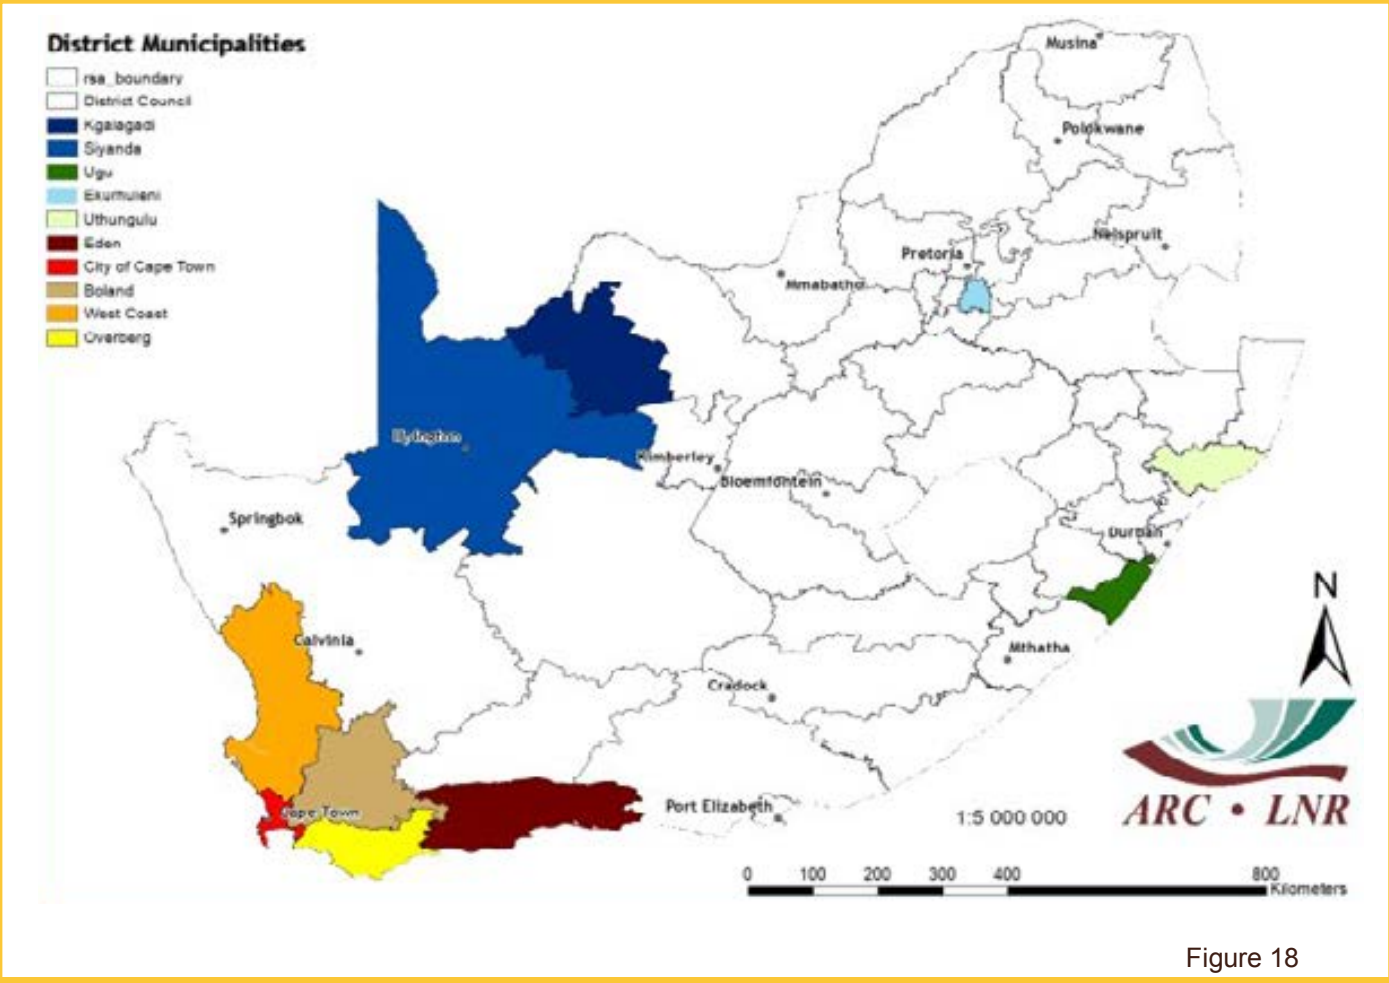 District Municipalities
rsa_boundary
District Council
Kgalagadi
Siyanda
Ugu
Ekurhuleni
Uthungulu
Eden
City of Cape Town
Boland
West Coast
Overberg
Musina
Polokwane
Nelspruit
Pretoria
Mmabatho
Upington
Kimberley
Bloemfontein
Springbok
Durban
N
Calvinia
Mthatha
Cradock
Cape Town
Port Elizabeth
1:5 000 000
ARC • LNR
0 100 200 300 400 800
Kilometers
Figure 18